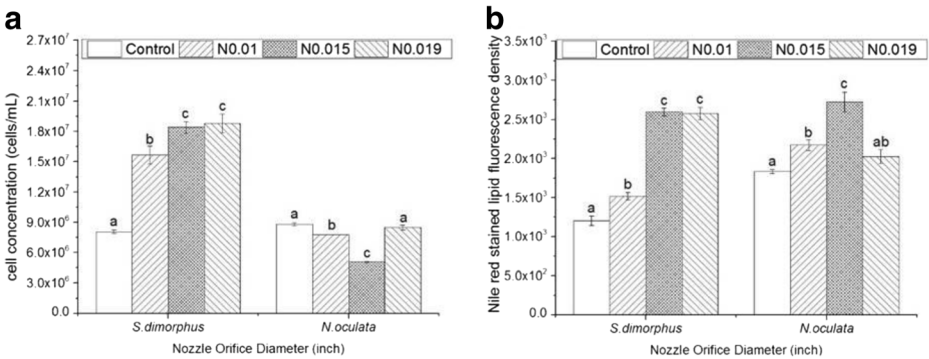 a
Control N0.01 N0.015 N0.019
cell concentration (cells/mL)
2.7x10⁷
2.4x10⁷
2.1x10⁷
1.8x10⁷
1.5x10⁷
1.2x10⁷
9.0x10⁶
6.0x10⁶
3.0x10⁶
0.0
a b c c
a b c a
S.dimorphus N.oculata
Nozzle Orifice Diameter (inch)
b
Control N0.01 N0.015 N0.019
Nile red stained lipid fluorescence density
3.5x10³
3.0x10³
2.5x10³
2.0x10³
1.5x10³
1.0x10³
5.0x10²
0.0
a b c c
a b c ab
S.dimorphus N.oculata
Nozzle Orifice Diameter (inch)